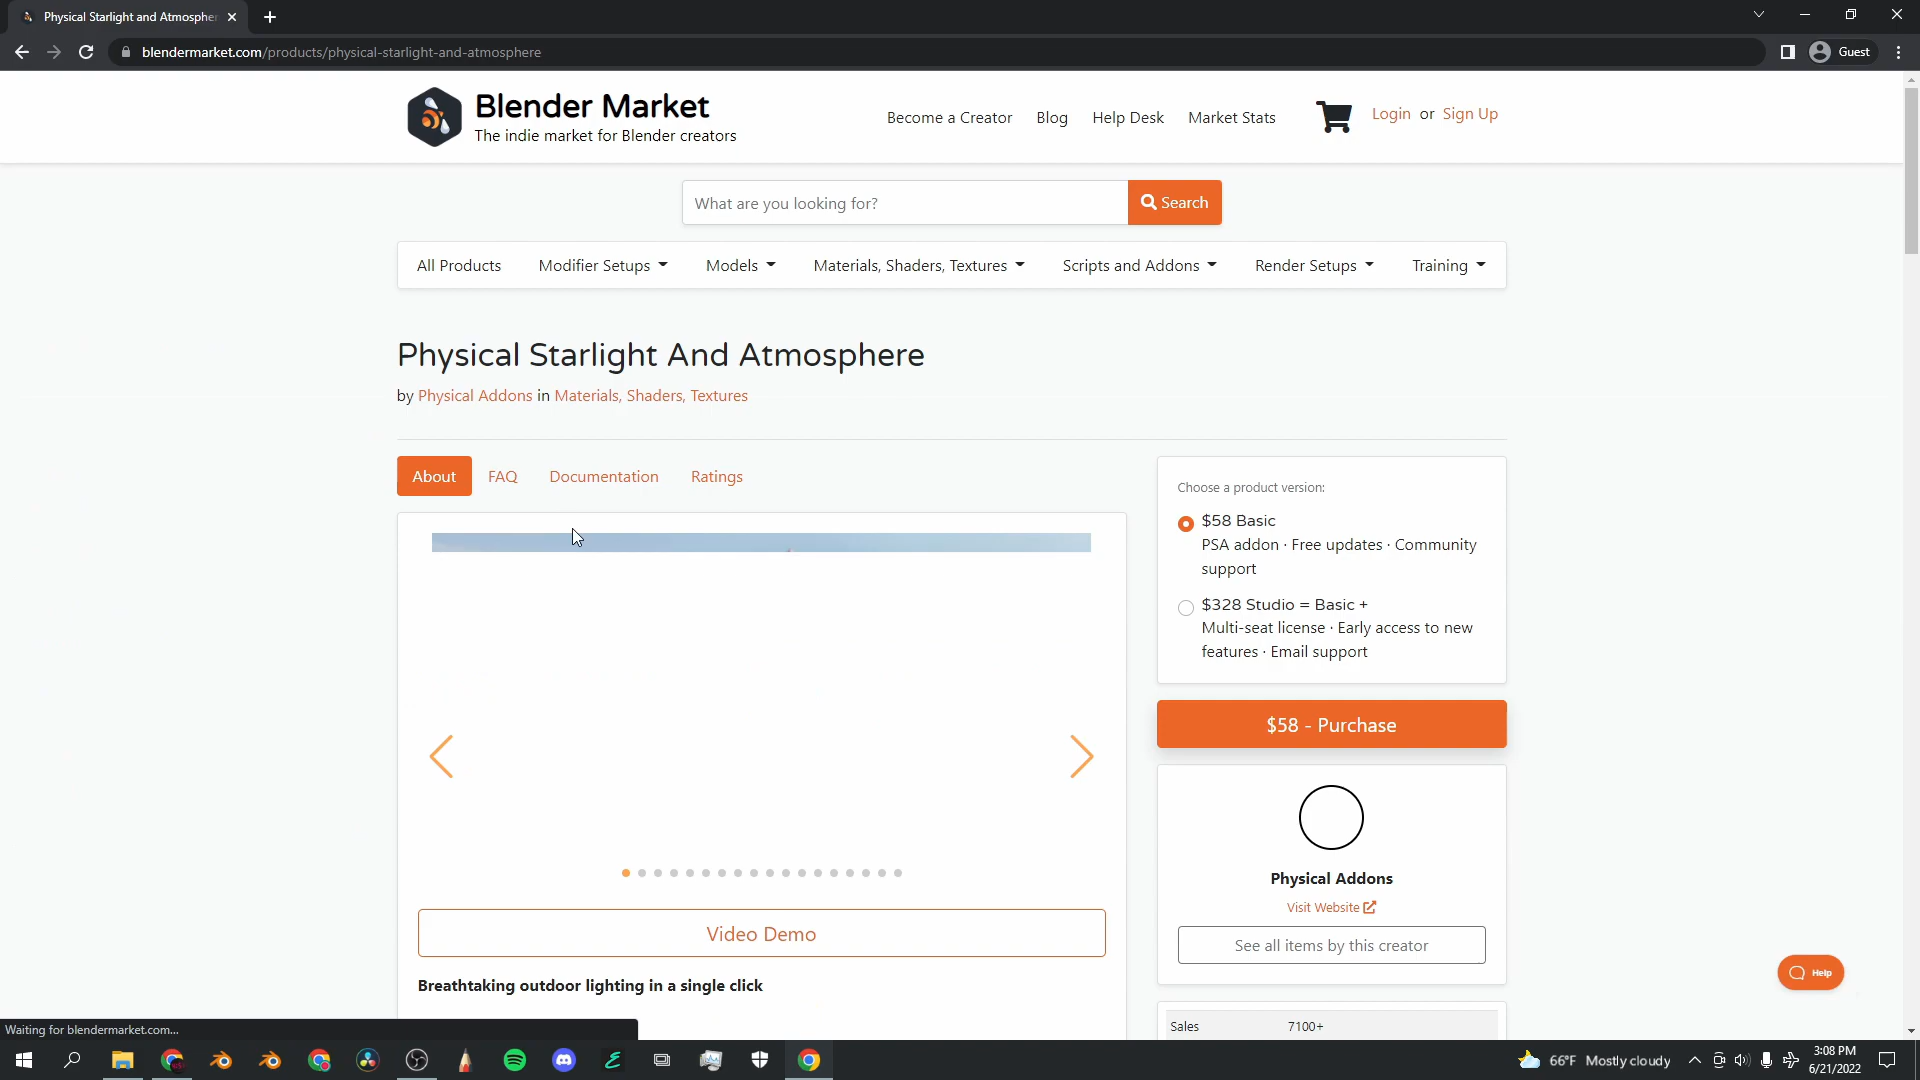 Physical Starlight and Atmospher
blendermarket.com/products/physical-starlight-and-atmosphere
Guest
Blender Market
The indie market for Blender creators
Become a Creator
Blog
Help Desk
Market Stats
Login or Sign Up
What are you looking for?
Search
All Products
Modifier Setups
Models
Materials, Shaders, Textures
Scripts and Addons
Render Setups
Training
Physical Starlight And Atmosphere
by Physical Addons in Materials, Shaders, Textures
About
FAQ
Documentation
Ratings
Choose a product version:
$58 Basic
PSA addon · Free updates · Community
support
$328 Studio = Basic +
Multi-seat license · Early access to new
features · Email support
$58 - Purchase
Physical Addons
Visit Website
See all items by this creator
Video Demo
Breathtaking outdoor lighting in a single click
Help
Sales 7100+
Waiting for blendermarket.com...
66°F Mostly cloudy
3:08 PM
6/21/2022